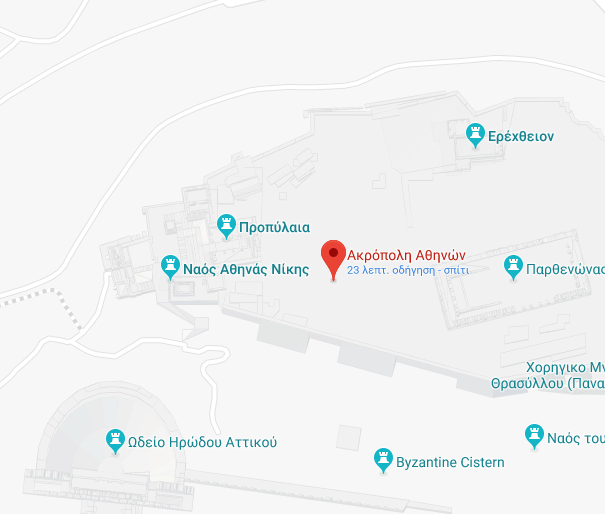 Ερέχθειον
Προπύλαια
Ακρόπολη Αθηνών
Ναός Αθηνάς Νίκης
23 λεπτ. οδήγηση - σπίτι
Παρθενώνας
Χορηγικο Μν
Θρασύλλου (Πανα
Ωδείο Ηρώδου Αττικού
Ναός του
Byzantine Cistern